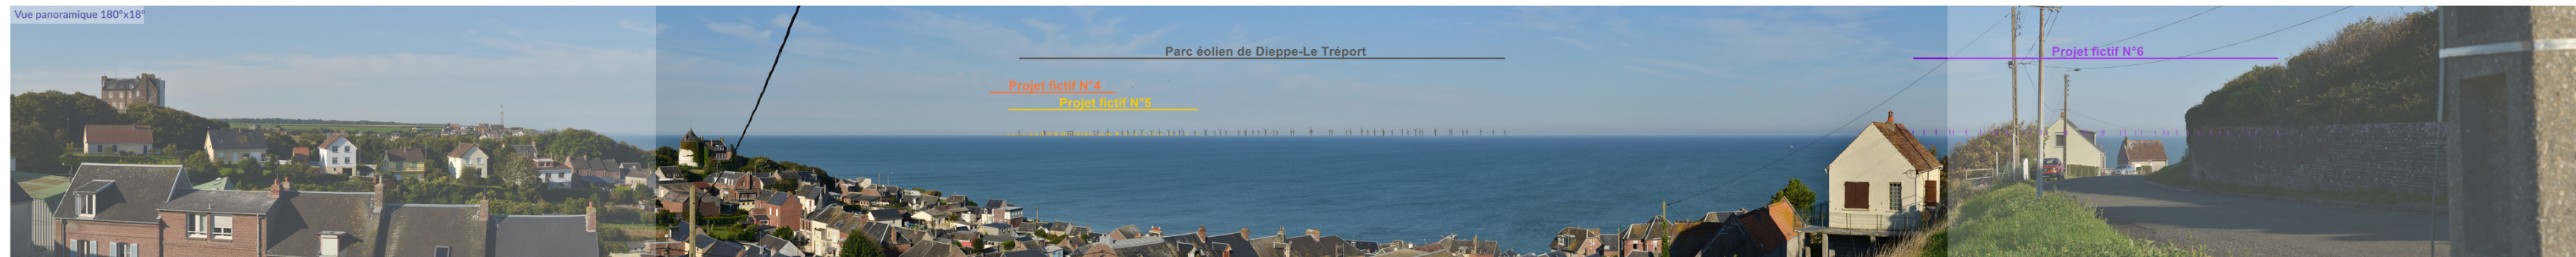 Vue panoramique 180°x18°
Parc éolien de Dieppe-Le Tréport
Projet fictif N°6
Projet fictif N°4
Projet fictif N°5